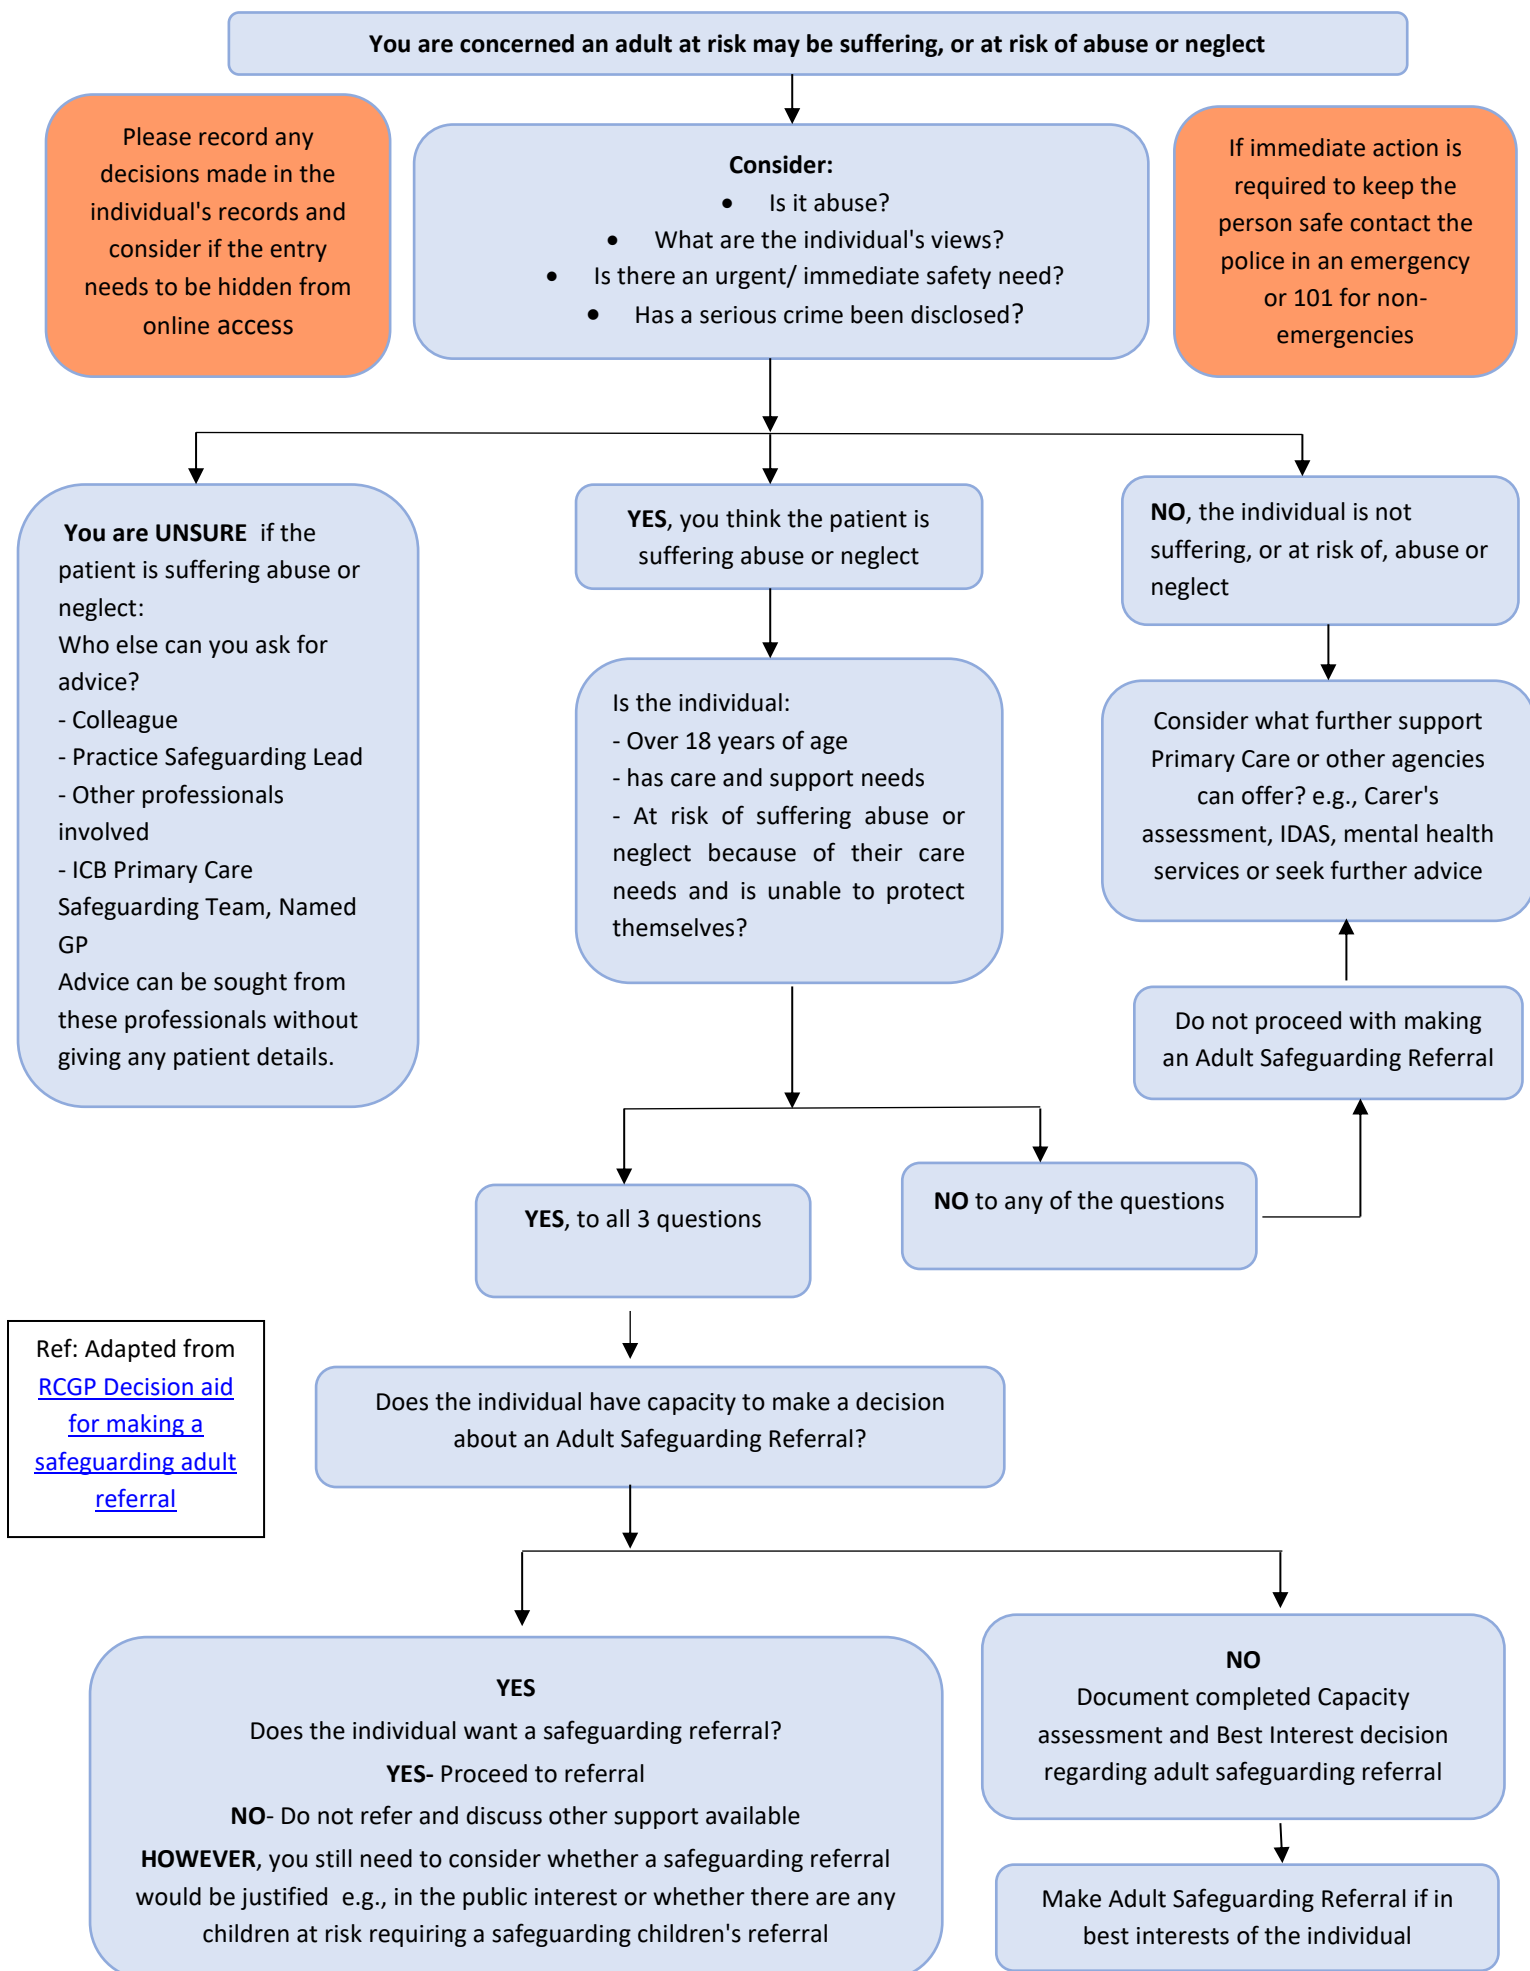 You are concerned an adult at risk may be suffering, or at risk of abuse or neglect
Please record any
decisions made in the
individual's records and
consider if the entry
needs to be hidden from
online access
Consider:
• Is it abuse?
• What are the individual's views?
• Is there an urgent/ immediate safety need?
• Has a serious crime been disclosed?
If immediate action is
required to keep the
person safe contact the
police in an emergency
or 101 for non-
emergencies
You are UNSURE if the
patient is suffering abuse or
neglect:
Who else can you ask for
advice?
- Colleague
- Practice Safeguarding Lead
- Other professionals
involved
- ICB Primary Care
Safeguarding Team, Named
GP
Advice can be sought from
these professionals without
giving any patient details.
YES, you think the patient is
suffering abuse or neglect
NO, the individual is not
suffering, or at risk of, abuse or
neglect
Is the individual:
- Over 18 years of age
- has care and support needs
- At risk of suffering abuse or
neglect because of their care
needs and is unable to protect
themselves?
Consider what further support
Primary Care or other agencies
can offer? e.g., Carer's
assessment, IDAS, mental health
services or seek further advice
Do not proceed with making
an Adult Safeguarding Referral
YES, to all 3 questions
NO to any of the questions
Ref: Adapted from
RCGP Decision aid
for making a
safeguarding adult
referral
Does the individual have capacity to make a decision
about an Adult Safeguarding Referral?
YES
Does the individual want a safeguarding referral?
YES- Proceed to referral
NO- Do not refer and discuss other support available
HOWEVER, you still need to consider whether a safeguarding referral
would be justified e.g., in the public interest or whether there are any
children at risk requiring a safeguarding children's referral
NO
Document completed Capacity
assessment and Best Interest decision
regarding adult safeguarding referral
Make Adult Safeguarding Referral if in
best interests of the individual